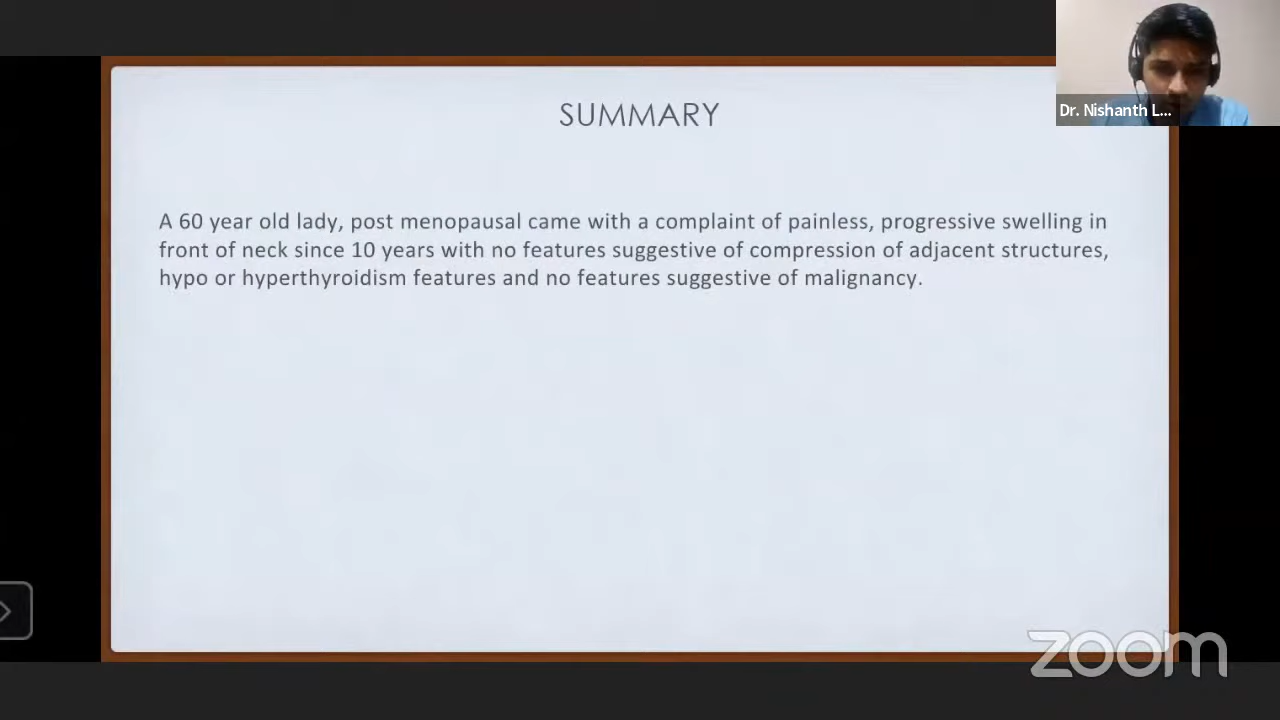 SUMMARY
Dr. Nishanth L...
A 60 year old lady, post menopausal came with a complaint of painless, progressive swelling in
front of neck since 10 years with no features suggestive of compression of adjacent structures,
hypo or hyperthyroidism features and no features suggestive of malignancy.
zoom